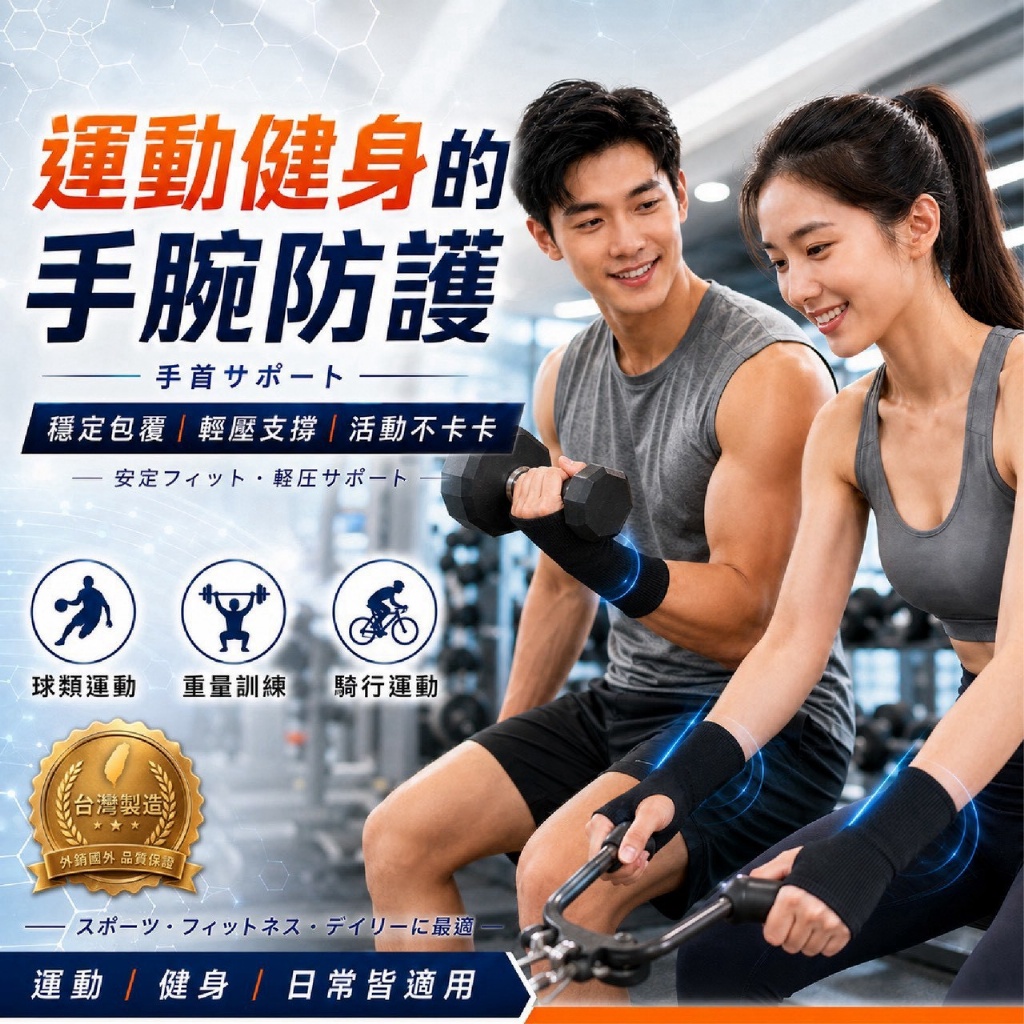 運動健身的
手腕防護
手首サポート
穩定包覆 | 輕壓支撐 | 活動不卡卡
安定フィット・軽圧サポート
球類運動
重量訓練
騎行運動
台灣製造
外銷國外 品質保證
スポーツ・フィットネス・デイリーに最適
運動 / 健身 / 日常皆適用